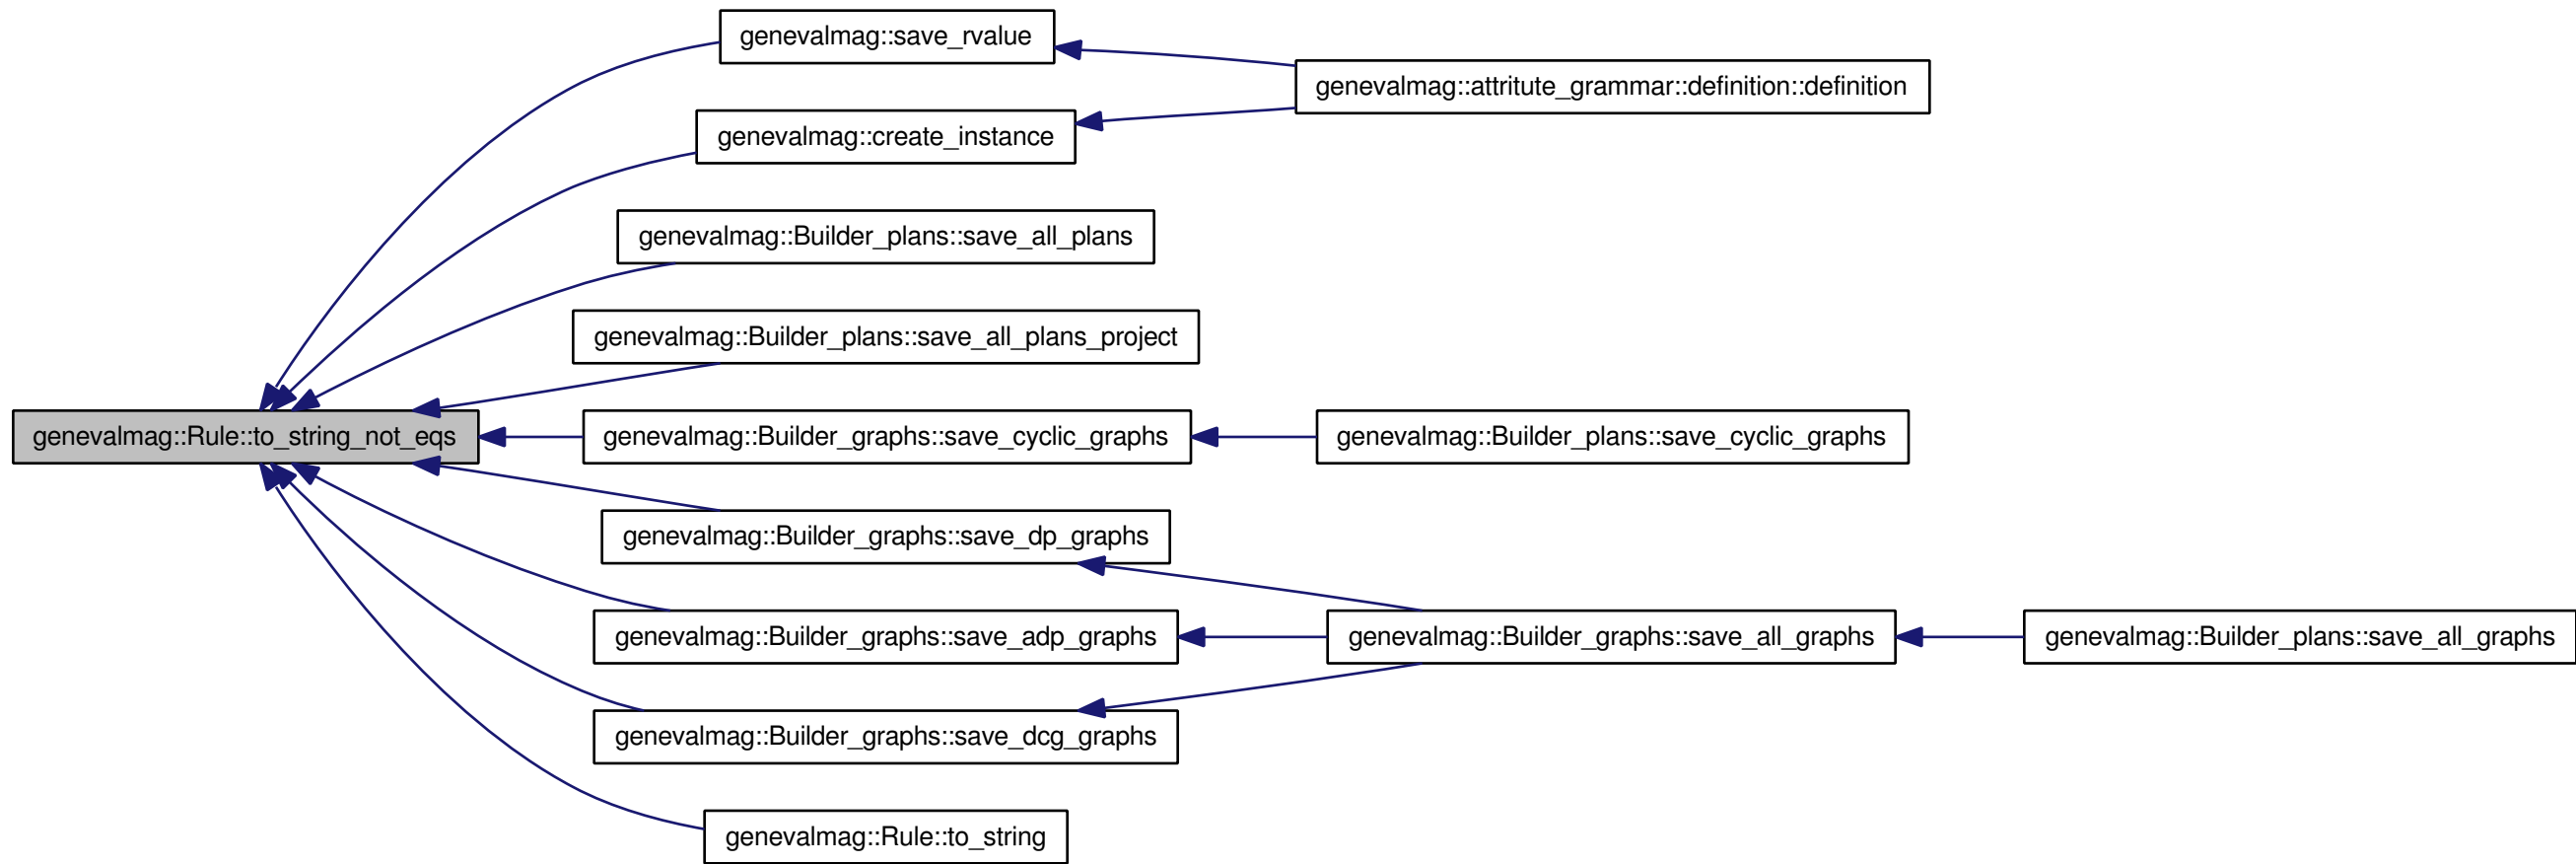 genevalmag::save_rvalue
genevalmag::attritute_grammar::definition::definition
genevalmag::create_instance
genevalmag::Builder_plans::save_all_plans
genevalmag::Builder_plans::save_all_plans_project
genevalmag::Rule::to_string_not_eqs
genevalmag::Builder_graphs::save_cyclic_graphs
genevalmag::Builder_plans::save_cyclic_graphs
genevalmag::Builder_graphs::save_dp_graphs
genevalmag::Builder_graphs::save_adp_graphs
genevalmag::Builder_graphs::save_all_graphs
genevalmag::Builder_plans::save_all_graphs
genevalmag::Builder_graphs::save_dcg_graphs
genevalmag::Rule::to_string